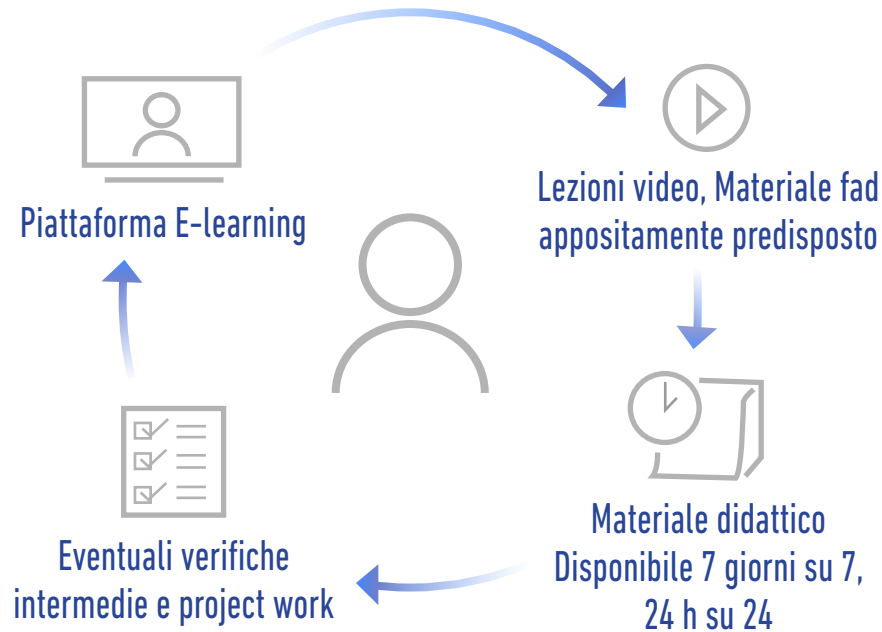 Piattaforma E-learning
Lezioni video, Materiale fad
appositamente predisposto
Materiale didattico
Disponibile 7 giorni su 7,
24 h su 24
Eventuali verifiche
intermedie e project work